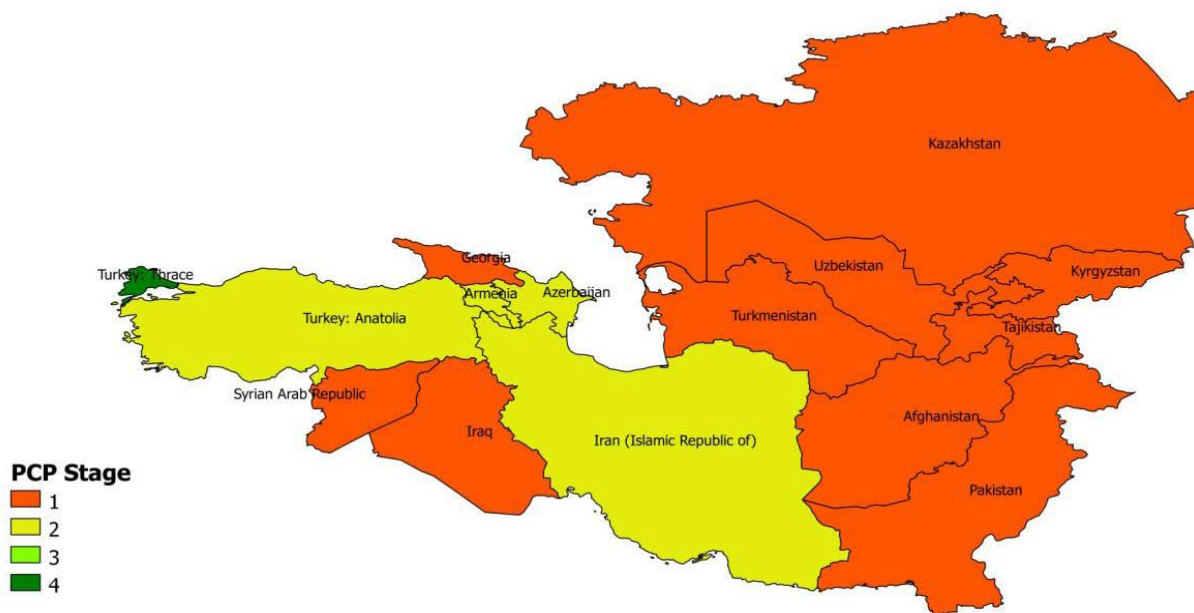 Kazakhstan
Georgia
Uzbekistan
Kyrgyzstan
Turkey: Thrace
Armenia
Azerbaijan
Turkey: Anatolia
Turkmenistan
Tajikistan
Syrian Arab Republic
Afghanistan
Iraq
Iran (Islamic Republic of)
Pakistan
PCP Stage
1
2
3
4